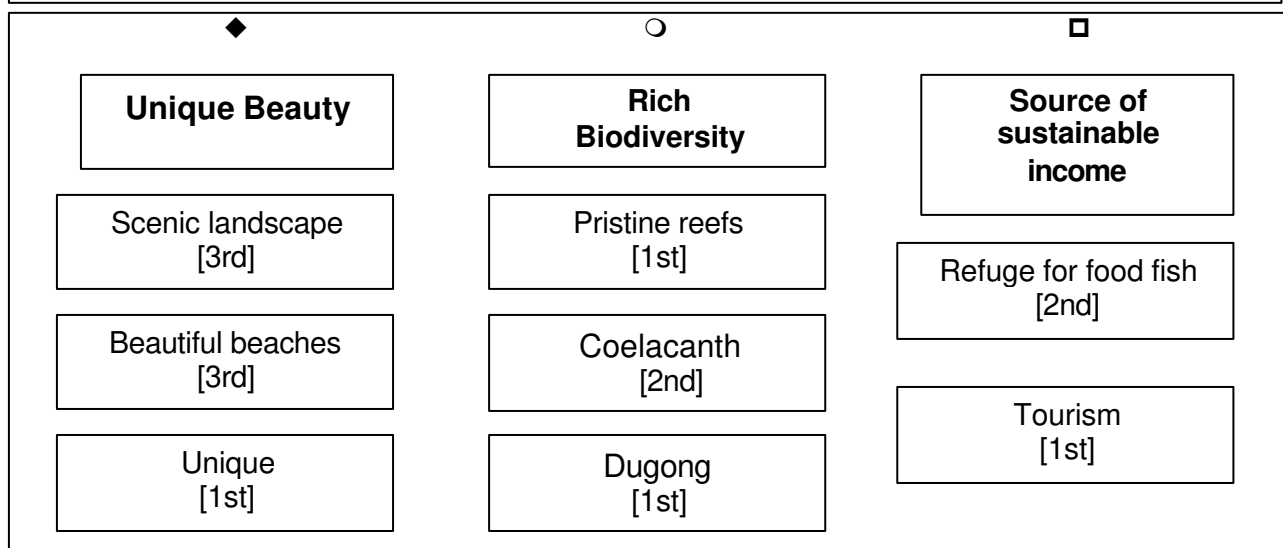 Unique Beauty
Scenic landscape
[3rd]
Beautiful beaches
[3rd]
Unique
[1st]
Rich
Biodiversity
Pristine reefs
[1st]
Coelacanth
[2nd]
Dugong
[1st]
Source of
sustainable
income
Refuge for food fish
[2nd]
Tourism
[1st]